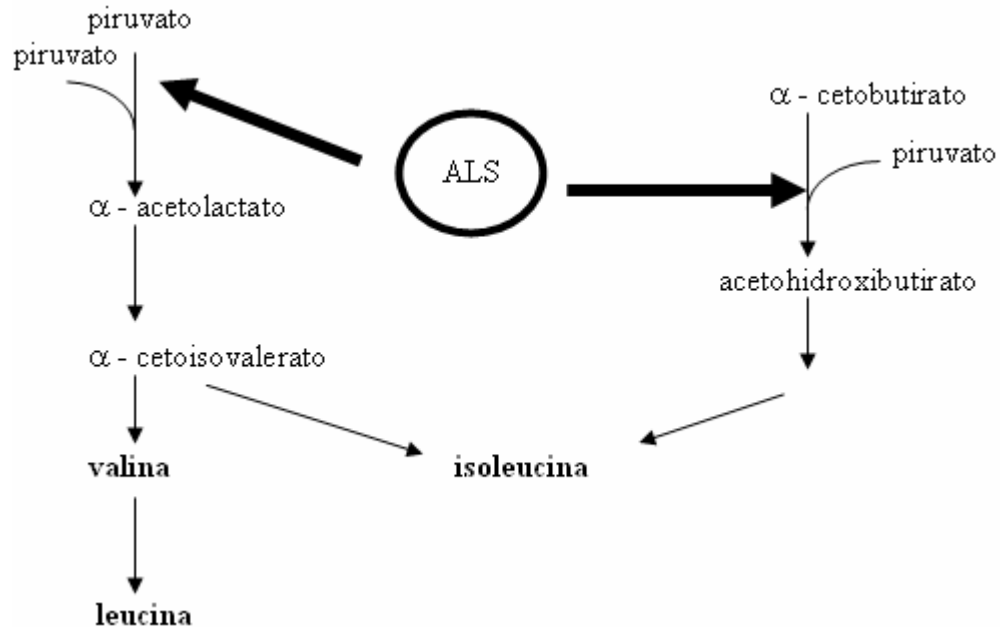 piruvato
piruvato
α - cetobutirato
ALS
piruvato
α - acetolactato
acetohidroxibutirato
α - cetoisovalerato
valina
isoleucina
leucina